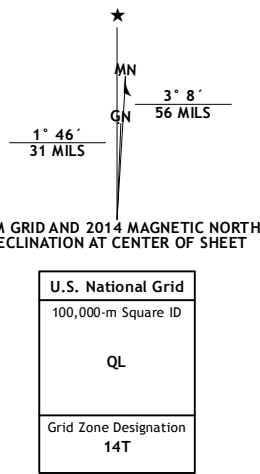 ★
MN
GN
3° 8´
56 MILS
1° 46´
31 MILS
M GRID AND 2014 MAGNETIC NORTH
ECLINATION AT CENTER OF SHEET
U.S. National Grid
100,000-m Square ID
QL
Grid Zone Designation
14T